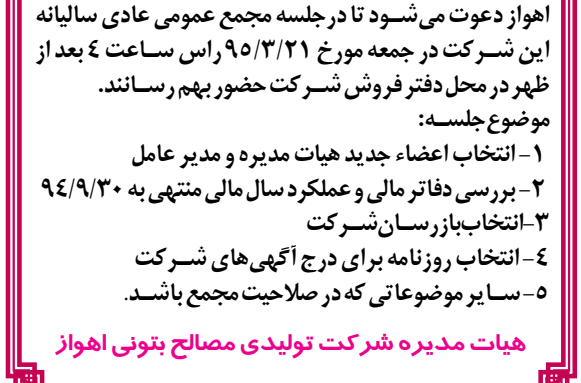 اهواز دعوت می‌شود تا در جلسه مجمع عمومی عادی سالیانه
این شرکت در جمعه مورخ ۹۵/۳/۲۱ راس ساعت ۴ بعد از
ظهر در محل دفتر فروش شرکت حضور بهم رسانند.
موضوع جلسه:
۱- انتخاب اعضاء جدید هیات مدیره و مدیر عامل
۲- بررسی دفاتر مالی و عملکرد سال مالی منتهی به ۹۴/۹/۳۰
۳-انتخاب‌بازرسان‌شرکت
۴- انتخاب روزنامه برای درج آگهی‌های شرکت
۵- سایر موضوعاتی که در صلاحیت مجمع باشد.
هیات مدیره شرکت تولیدی مصالح بتونی اهواز